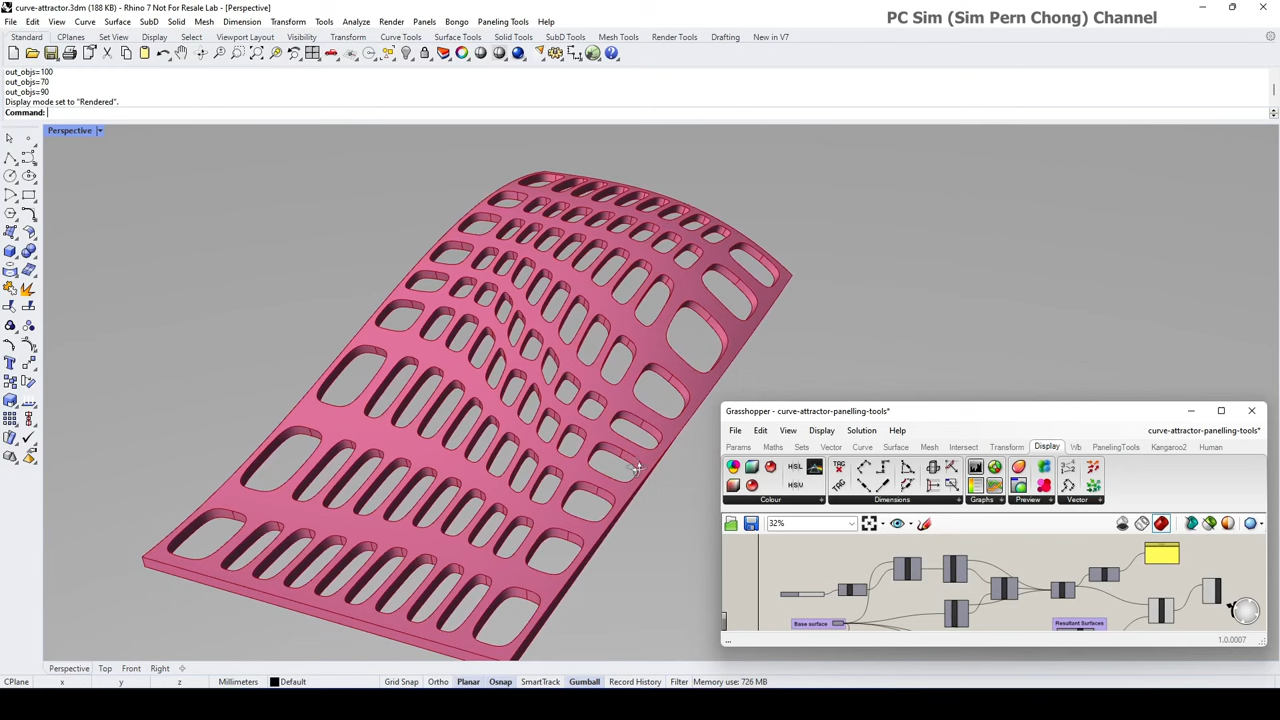 curve-attractor.3dm (188 KB) - Rhino 7 Not For Resale Lab - [Perspective]
PC Sim (Sim Pern Chong) Channel
File Edit View Curve Surface SubD Solid Mesh Dimension Transform Tools Analyze Render Panels Bongo PanelingTools Help
Standard CPlanes Set View Display Select Viewport Layout Visibility Transform Curve Tools Surface Tools Solid Tools SubD Tools Mesh Tools Render Tools Drafting New in V7
out_objs=100
out_objs=70
out_objs=90
Display mode set to "Rendered".
Command:
Perspective
Grasshopper - curve-attractor-panelling-tools*
File Edit View Display Solution Help
curve-attractor-panelling-tools*
Params Maths Sets Vector Curve Surface Mesh Intersect Transform Display Wb PanelingTools Kangaroo2 Human
HSL
HSV
TAG
TAG
Colour Dimensions Graphs Preview Vector
32%
Base surface
Resultant Surfaces
...
1.0.0007
Perspective Top Front Right
CPlane x y z Millimeters Default Grid Snap Ortho Planar Osnap SmartTrack Gumball Record History Filter Memory use: 726 MB